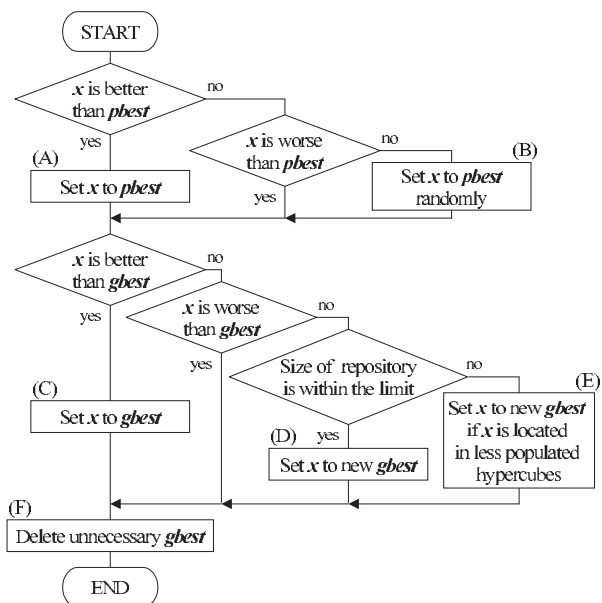 START
x is better
than pbest
no
yes
x is worse
than pbest
no
yes
(A)
Set x to pbest
(B)
Set x to pbest
randomly
x is better
than gbest
no
yes
x is worse
than gbest
no
yes
Size of repository
is within the limit
no
yes
(C)
Set x to gbest
(D)
Set x to new gbest
(E)
Set x to new gbest
if x is located
in less populated
hypercubes
(F)
Delete unnecessary gbest
END